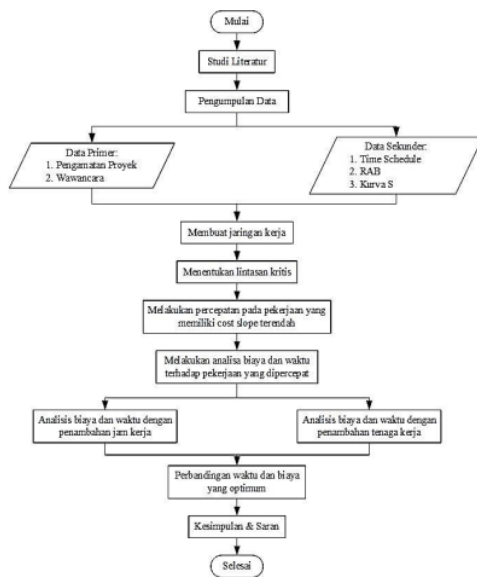 Mulai
Studi Literatur
Pengumpulan Data
Data Primer:
1. Pengamatan Proyek
2. Wawancara
Data Sekunder:
1. Time Schedule
2. RAB
3. Kurva S
Membuat jaringan kerja
Menentukan lintasan kritis
Melakukan percepatan pada pekerjaan yang
memiliki cost slope terendah
Melakukan analisa biaya dan waktu
terhadap pekerjaan yang dipercepat
Analisis biaya dan waktu dengan
penambahan jam kerja
Analisis biaya dan waktu dengan
penambahan tenaga kerja
Perbandingan waktu dan biaya
yang optimum
Kesimpulan & Saran
Selesai